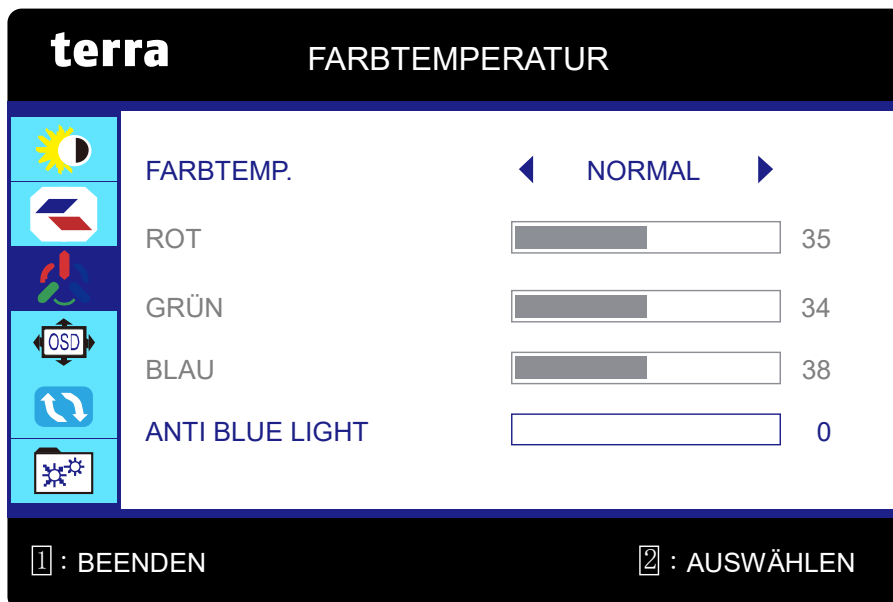 terra
FARBTEMPERATUR
FARBTEMP. NORMAL
ROT 35
GRÜN 34
BLAU 38
OSD
ANTI BLUE LIGHT 0
1 : BEENDEN 2 : AUSWÄHLEN